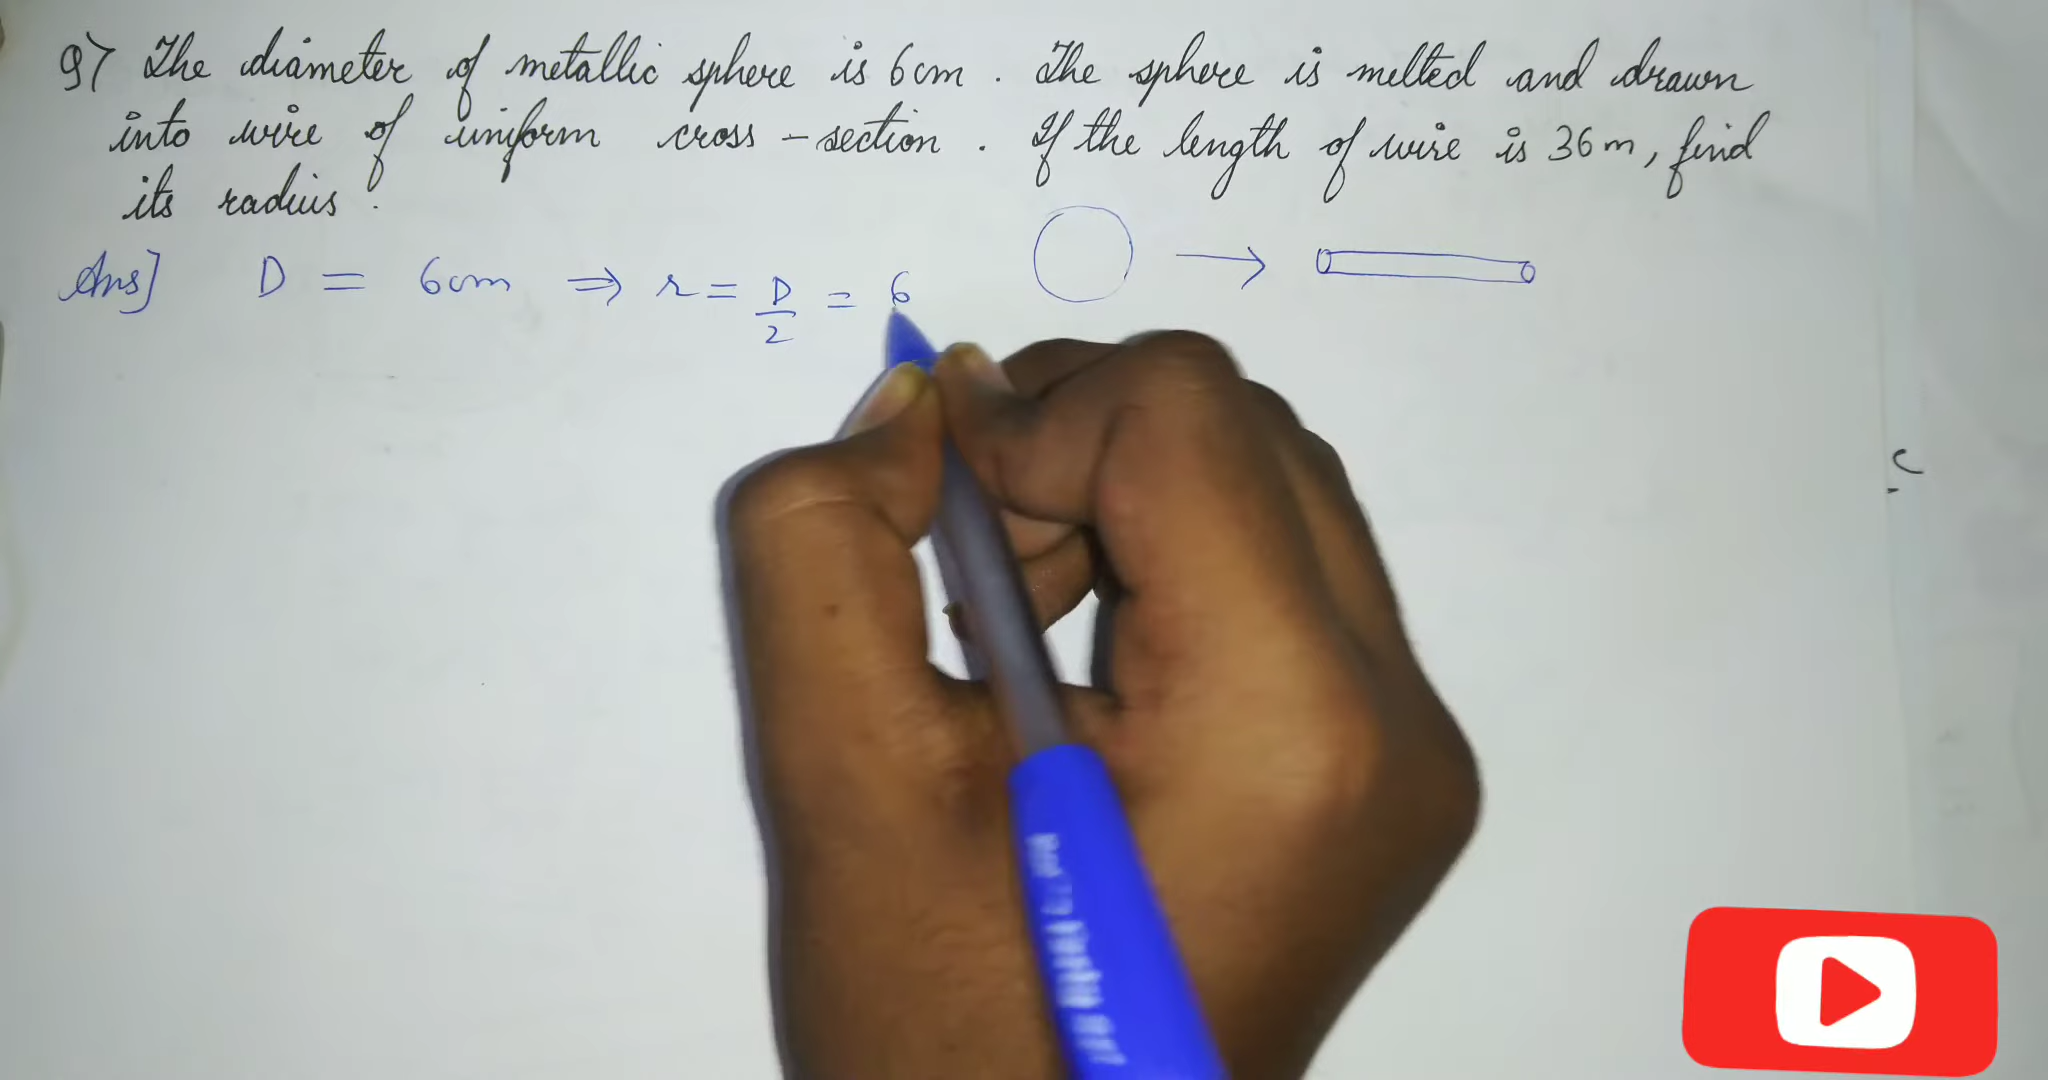 Q> The diameter of metallic sphere is 6cm. The sphere is melted and drawn
into wire of uniform cross-section. If the length of wire is 36m, find
its radius.
Ans] D = 6cm ⇒ r = D/2 = 6